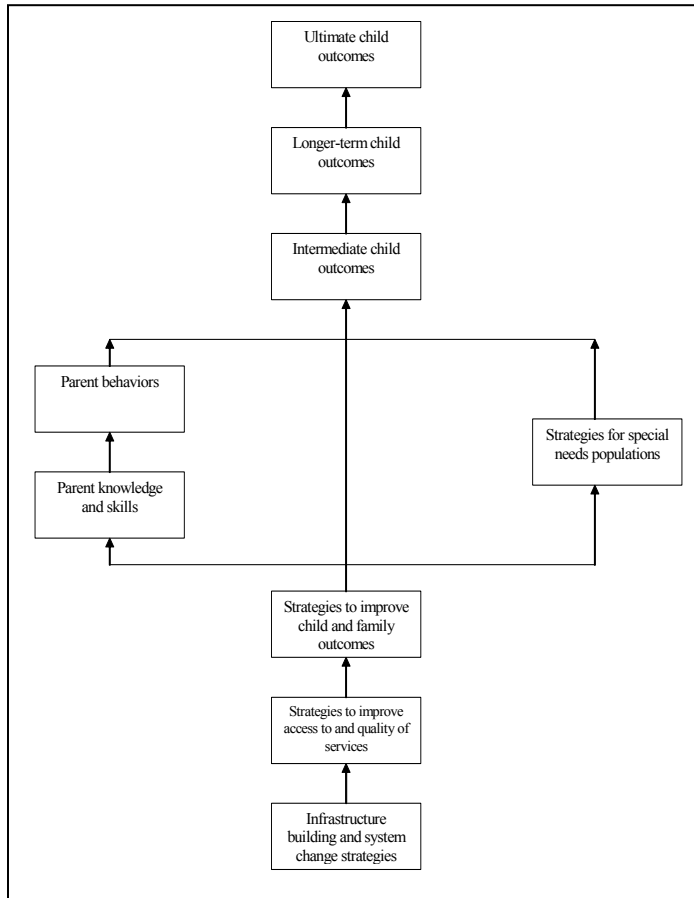 Ultimate child
outcomes
Longer-term child
outcomes
Intermediate child
outcomes
Parent behaviors
Strategies for special
needs populations
Parent knowledge
and skills
Strategies to improve
child and family
outcomes
Strategies to improve
access to and quality of
services
Infrastructure
building and system
change strategies